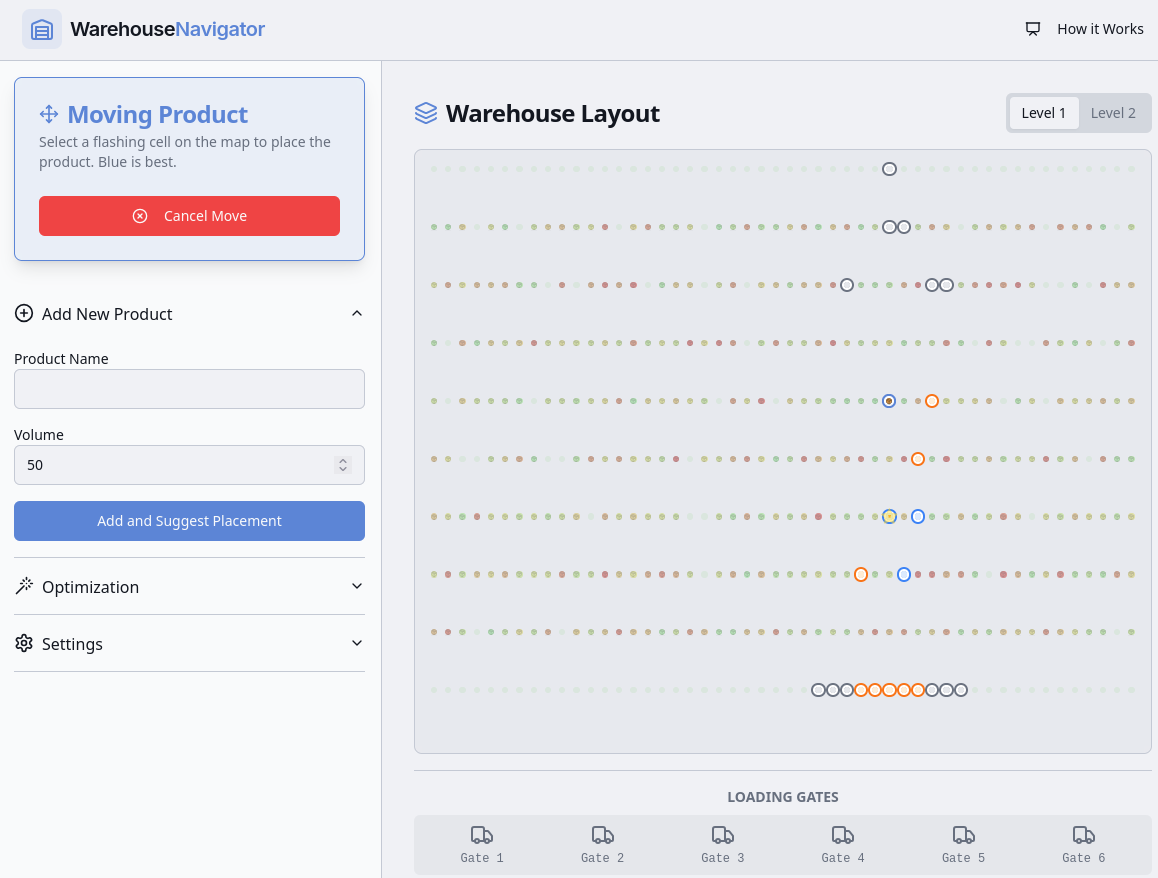 WarehouseNavigator
How it Works
Moving Product
Select a flashing cell on the map to place the
product. Blue is best.
Cancel Move
Add New Product
Product Name
Volume
50
Add and Suggest Placement
Optimization
Settings
Warehouse Layout
Level 1
Level 2
LOADING GATES
Gate 1
Gate 2
Gate 3
Gate 4
Gate 5
Gate 6